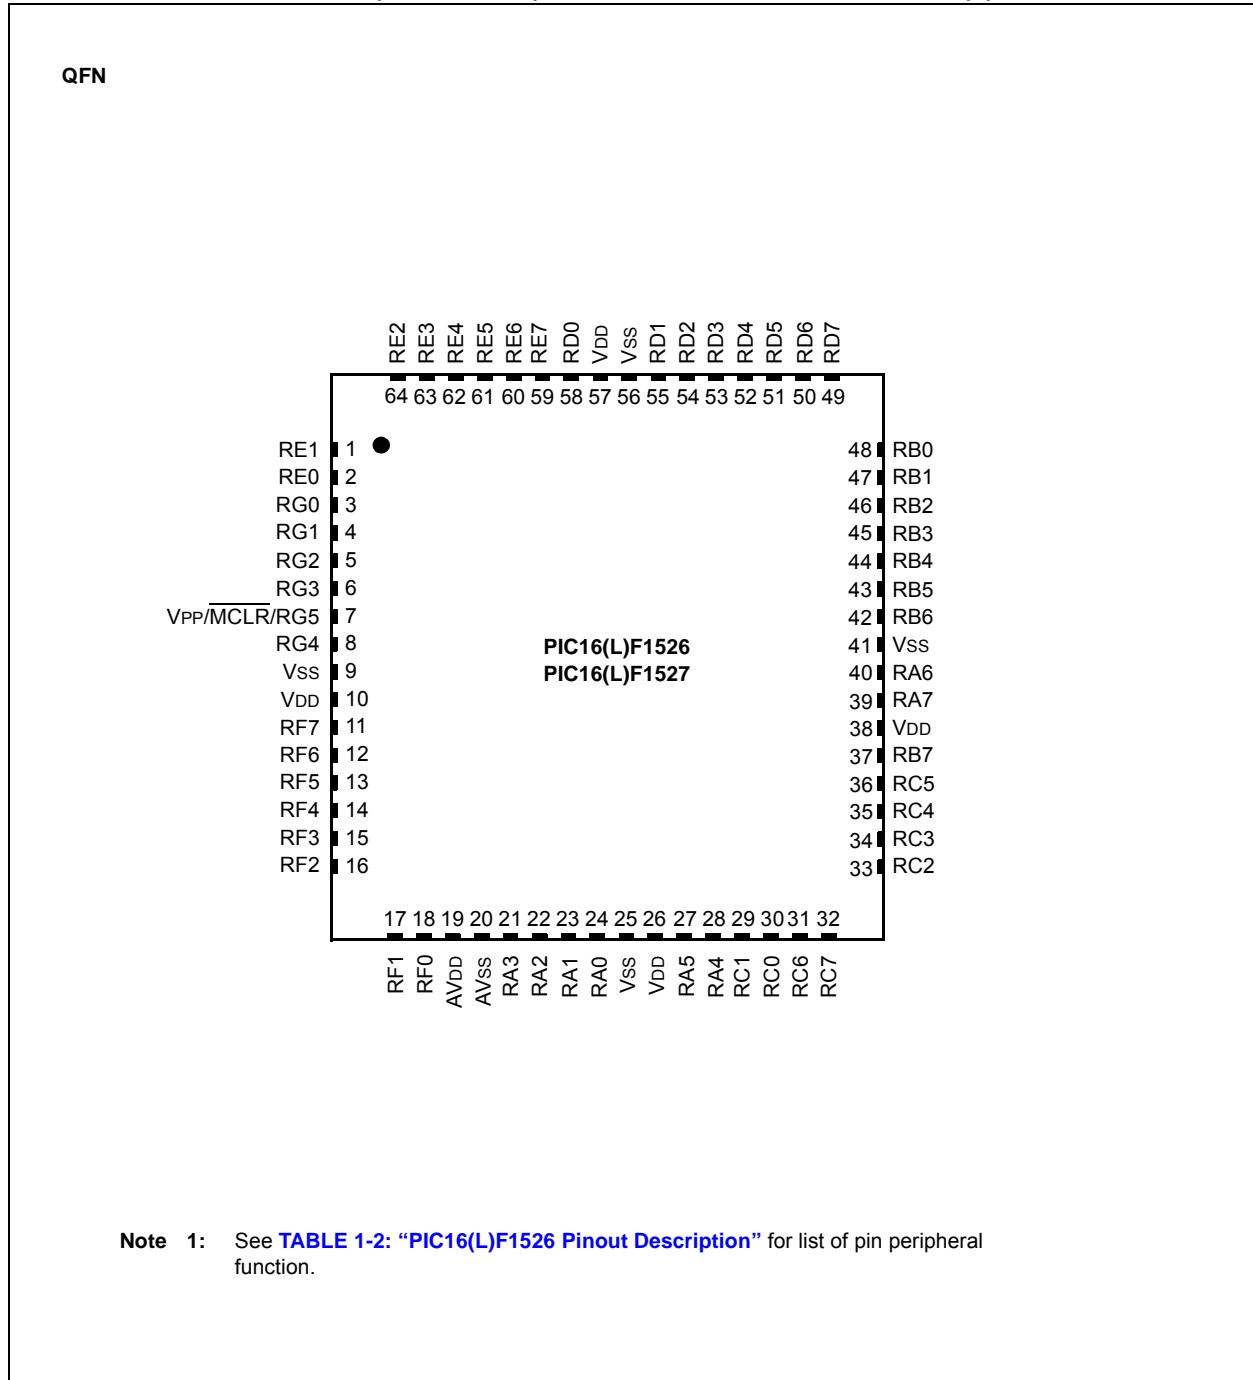 QFN
RE2 RE3 RE4 RE5 RE6 RE7 RD0 VDD VSS RD1 RD2 RD3 RD4 RD5 RD6 RD7
64 63 62 61 60 59 58 57 56 55 54 53 52 51 50 49
RE1 1 48 RB0
RE0 2 47 RB1
RG0 3 46 RB2
RG1 4 45 RB3
RG2 5 44 RB4
RG3 6 43 RB5
VPP/MCLR/RG5 7 42 RB6
RG4 8 PIC16(L)F1526 41 VSS
VSS 9 PIC16(L)F1527 40 RA6
VDD 10 39 RA7
RF7 11 38 VDD
RF6 12 37 RB7
RF5 13 36 RC5
RF4 14 35 RC4
RF3 15 34 RC3
RF2 16 33 RC2
17 18 19 20 21 22 23 24 25 26 27 28 29 30 31 32
RF1 RF0 AVDD AVSS RA3 RA2 RA1 RA0 VSS VDD RA5 RA4 RC1 RC0 RC6 RC7
Note 1: See TABLE 1-2: “PIC16(L)F1526 Pinout Description” for list of pin peripheral
function.